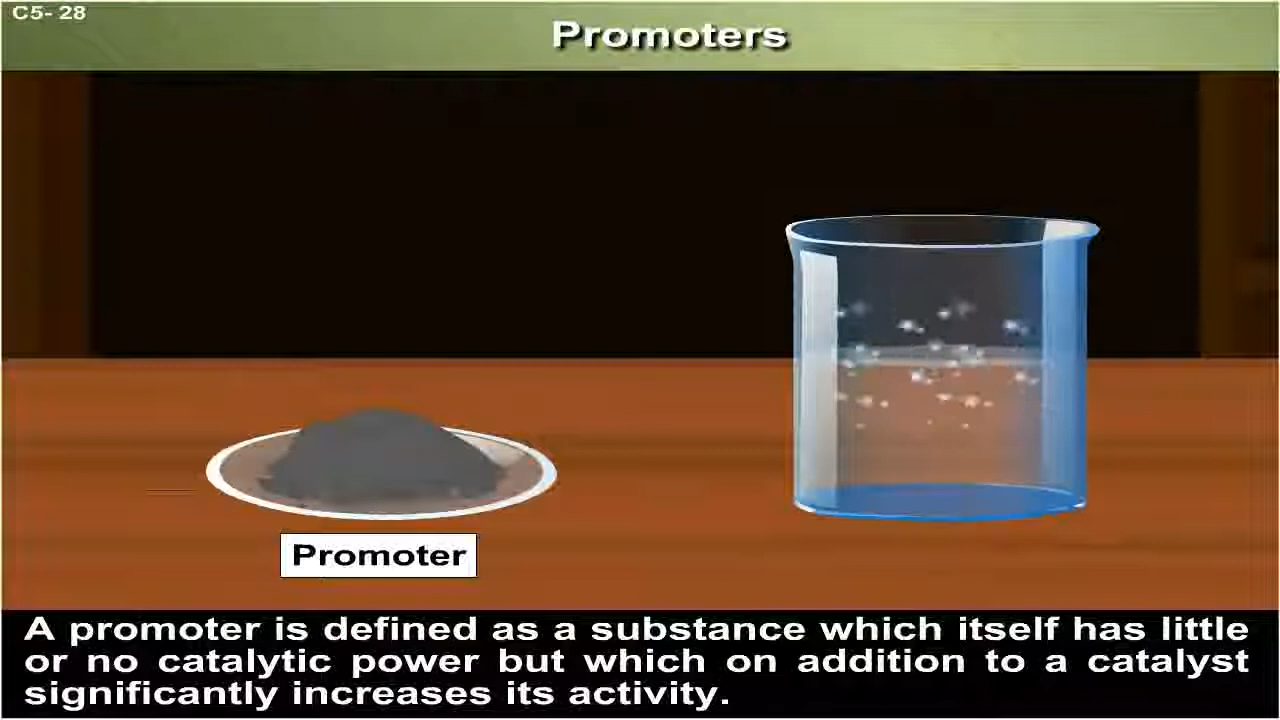 C5- 28
Promoters
Promoter
A promoter is defined as a substance which itself has little
or no catalytic power but which on addition to a catalyst
significantly increases its activity.